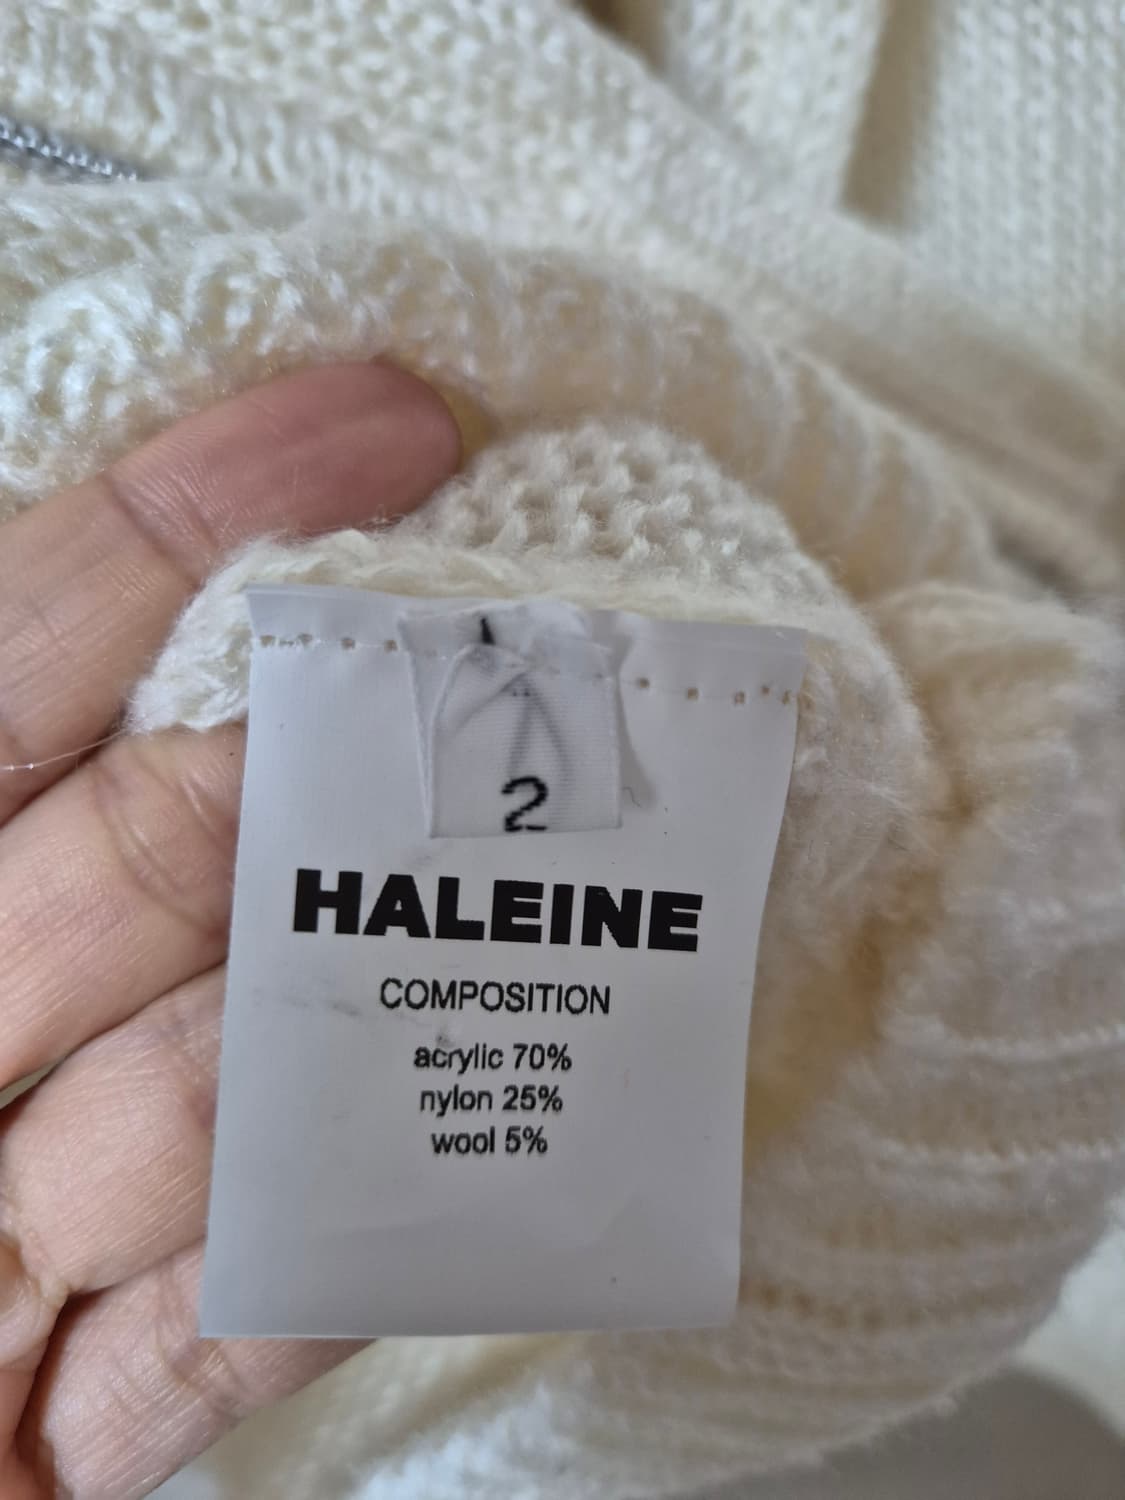 2
HALEINE
COMPOSITION
acrylic 70%
nylon 25%
wool 5%